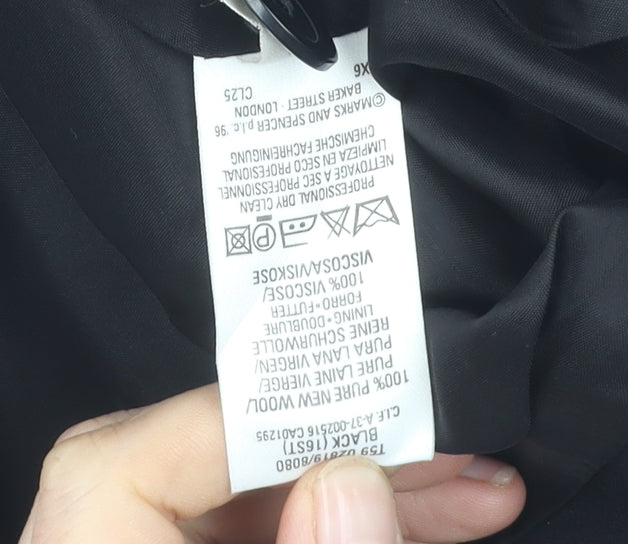 T59 02819/8080
BLACK (16ST)
C.I.F. A-37-002516 CA01295
100% PURE NEW WOOL/
PURE LAINE VIERGE/
PURA LANA VIRGEN/
REINE SCHURWOLLE
LINING•DOUBLURE
FORRO•FUTTER
100% VISCOSE/
VISCOSA/VISKOSE
P
PROFESSIONAL DRY CLEAN
NETTOYAGE A SEC PROFESSIONNEL
LIMPIEZA EN SECO PROFESIONAL
CHEMISCHE FACHREINIGUNG
©MARKS AND SPENCER p.l.c. '96
BAKER STREET · LONDON
X6 CL25